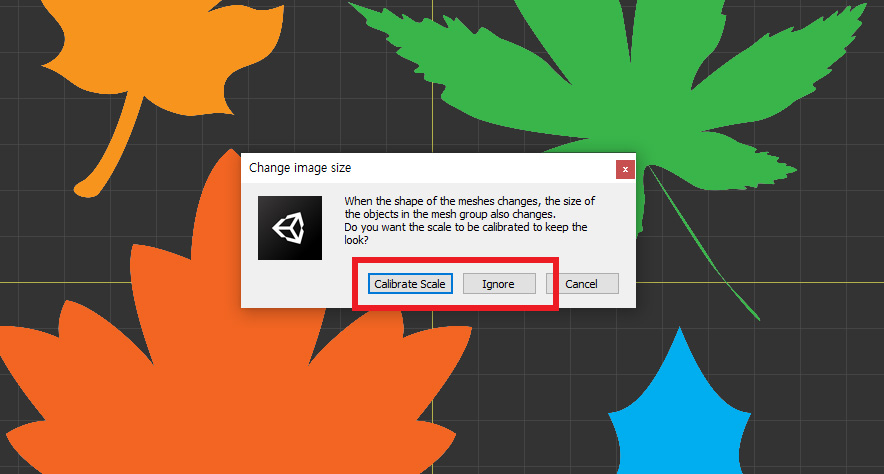 Change image size
x
When the shape of the meshes changes, the size of
the objects in the mesh group also changes.
Do you want the scale to be calibrated to keep the
look?
Calibrate Scale
Ignore
Cancel